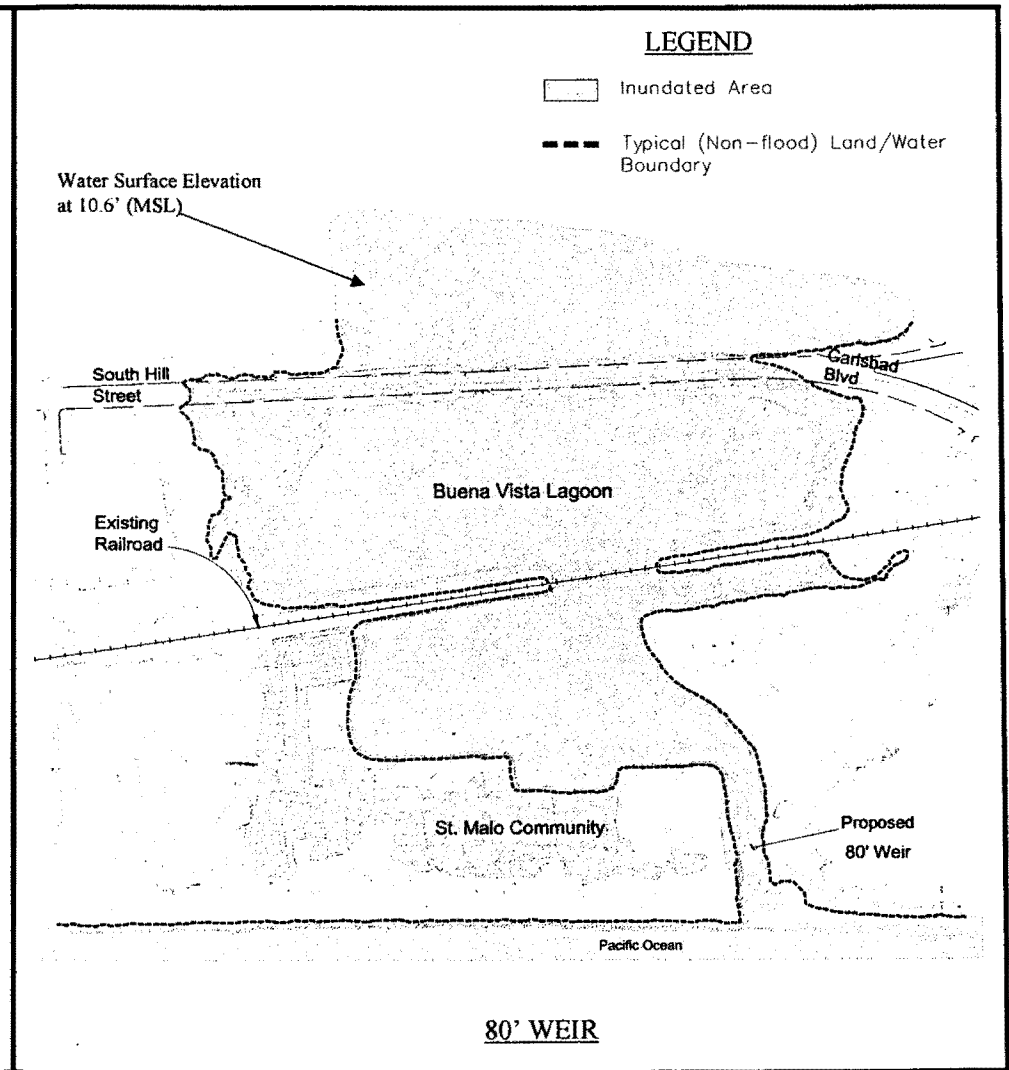 LEGEND
Inundated Area
Typical (Non-flood) Land/Water
Boundary
Water Surface Elevation
at 10.6' (MSL)
South Hill
Street
Carlsbad
Blvd
Buena Vista Lagoon
Existing
Railroad
St. Malo Community
Proposed
80' Weir
Pacific Ocean
80' WEIR